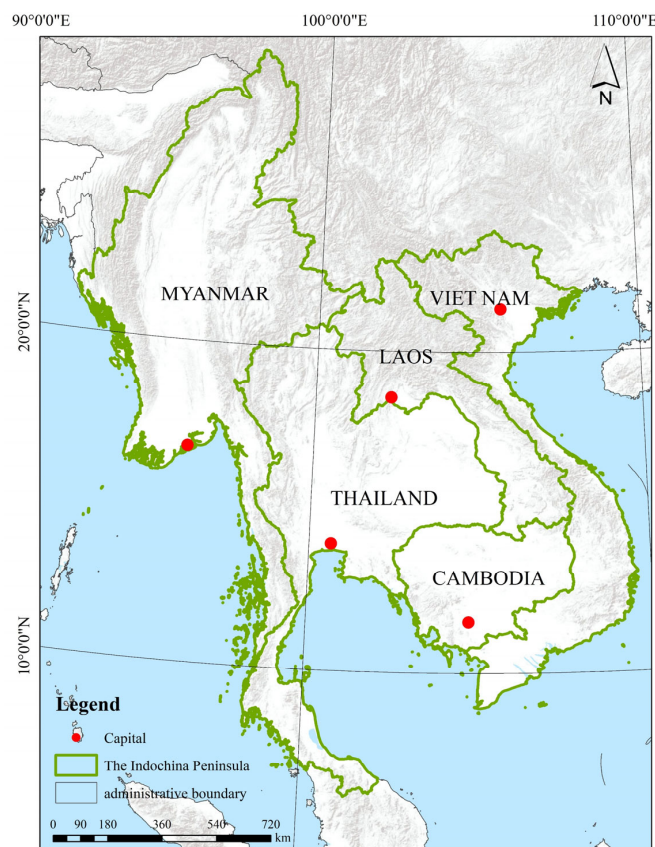 90°0'0"E
100°0'0"E
110°0'0"E
N
MYANMAR
VIET NAM
20°0'0"N
LAOS
THAILAND
CAMBODIA
10°0'0"N
Legend
Capital
The Indochina Peninsula
administrative boundary
0 90 180 360 540 720
km